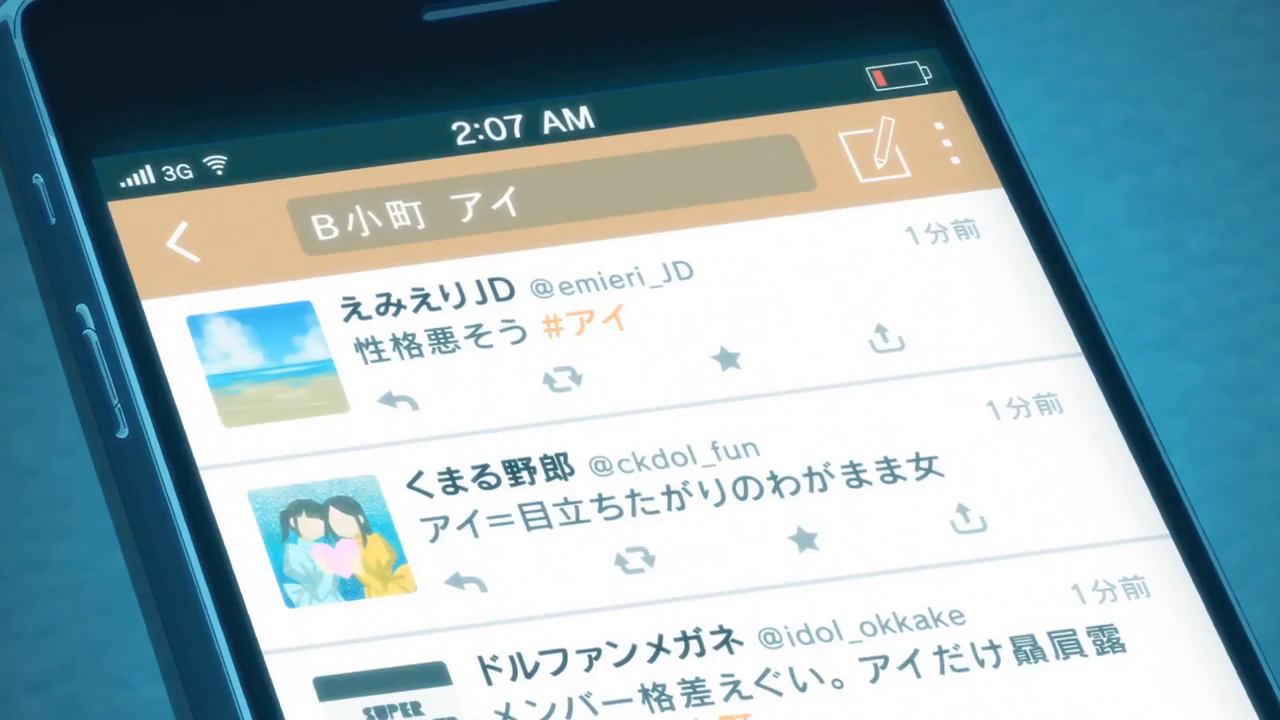 2:07 AM
3G
B小町 アイ
1分前
えみえりJD @emieri_JD
性格悪そう #アイ
1分前
くまる野郎 @ckdol_fun
アイ=目立ちたがりのわがまま女
1分前
ドルファンメガネ @idol_okkake
メンバー格差えぐい。アイだけ贔屓露
SUPER
町